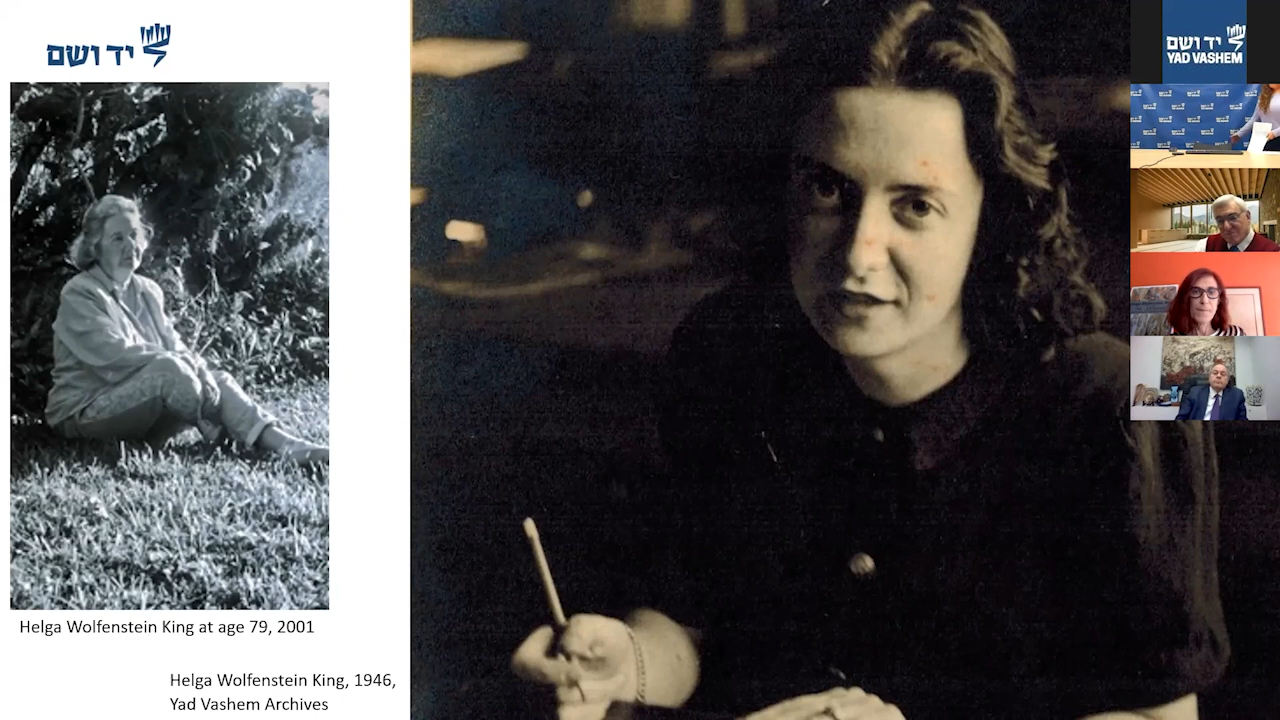 יד ושם
יד ושם
YAD VASHEM
Helga Wolfenstein King at age 79, 2001
Helga Wolfenstein King, 1946,
Yad Vashem Archives